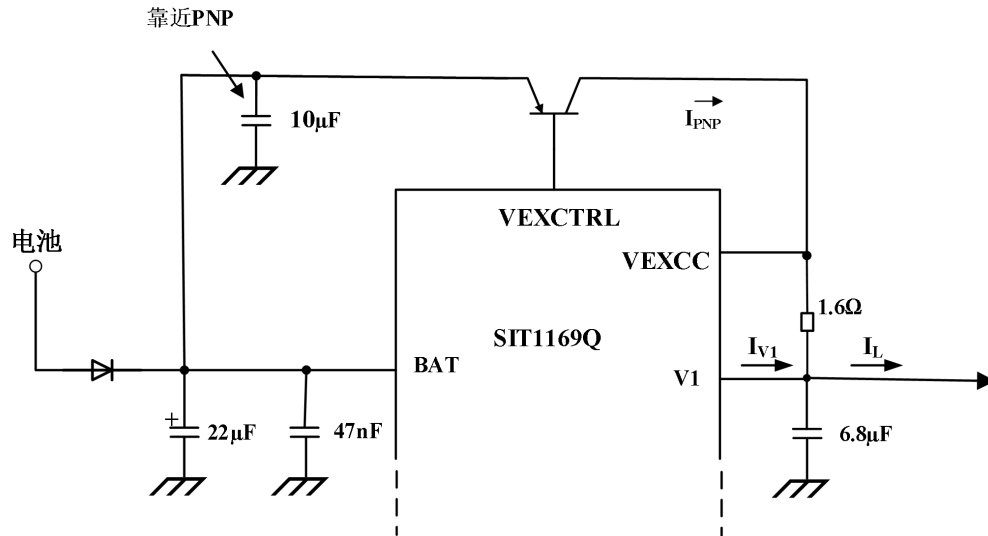 靠近PNP
10μF
I_PNP
VEXCTRL
电池
VEXCC
1.6Ω
SIT1169Q
BAT
I_V1
I_L
V1
+
22μF
47nF
6.8μF